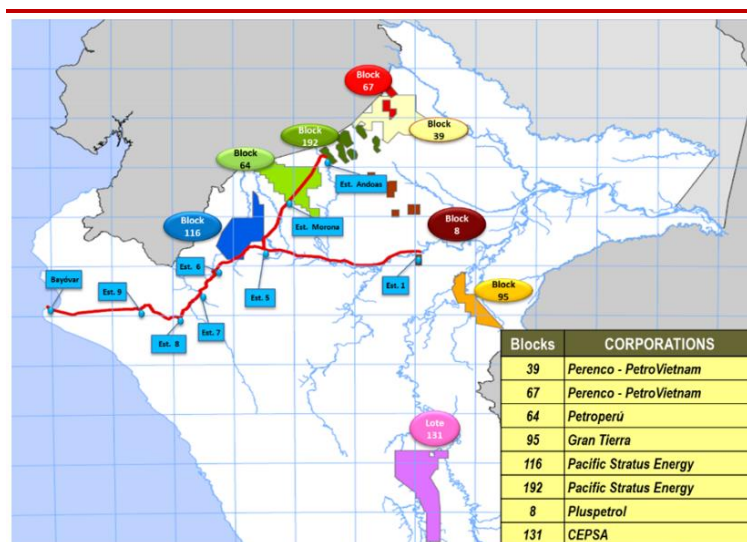 Block
67
Block
192
Block
39
Block
64
Est. Andoas
Block
116
Est. Morona
Block
8
Est. 6
Bayóvar
Est. 9
Est. 5
Est. 1
Block
95
Est. 7
Est. 8
Blocks CORPORATIONS
39 Perenco - PetroVietnam
67 Perenco - PetroVietnam
64 Petroperú
95 Gran Tierra
116 Pacific Stratus Energy
192 Pacific Stratus Energy
8 Pluspetrol
131 CEPSA
Lote
131